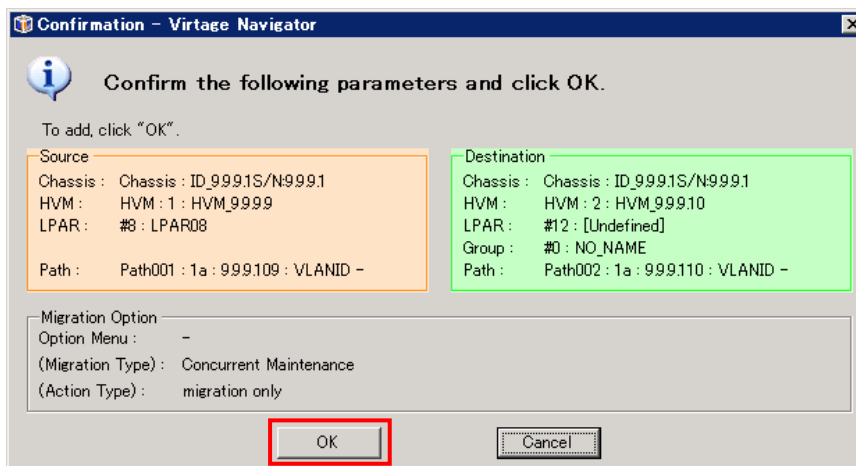 Confirmation - Virtage Navigator
Confirm the following parameters and click OK.
To add, click "OK".
Source
Chassis : Chassis : ID_9.9.9.1S/N:9.9.9.1
HVM : HVM : 1 : HVM_9.9.9.9
LPAR : #8 : LPAR08
Path : Path001 : 1a : 9.9.9.109 : VLANID -
Destination
Chassis : Chassis : ID_9.9.9.1S/N:9.9.9.1
HVM : HVM : 2 : HVM_9.9.9.10
LPAR : #12 : [Undefined]
Group : #0 : NO_NAME
Path : Path002 : 1a : 9.9.9.110 : VLANID -
Migration Option
Option Menu : -
(Migration Type) : Concurrent Maintenance
(Action Type) : migration only
OK Cancel